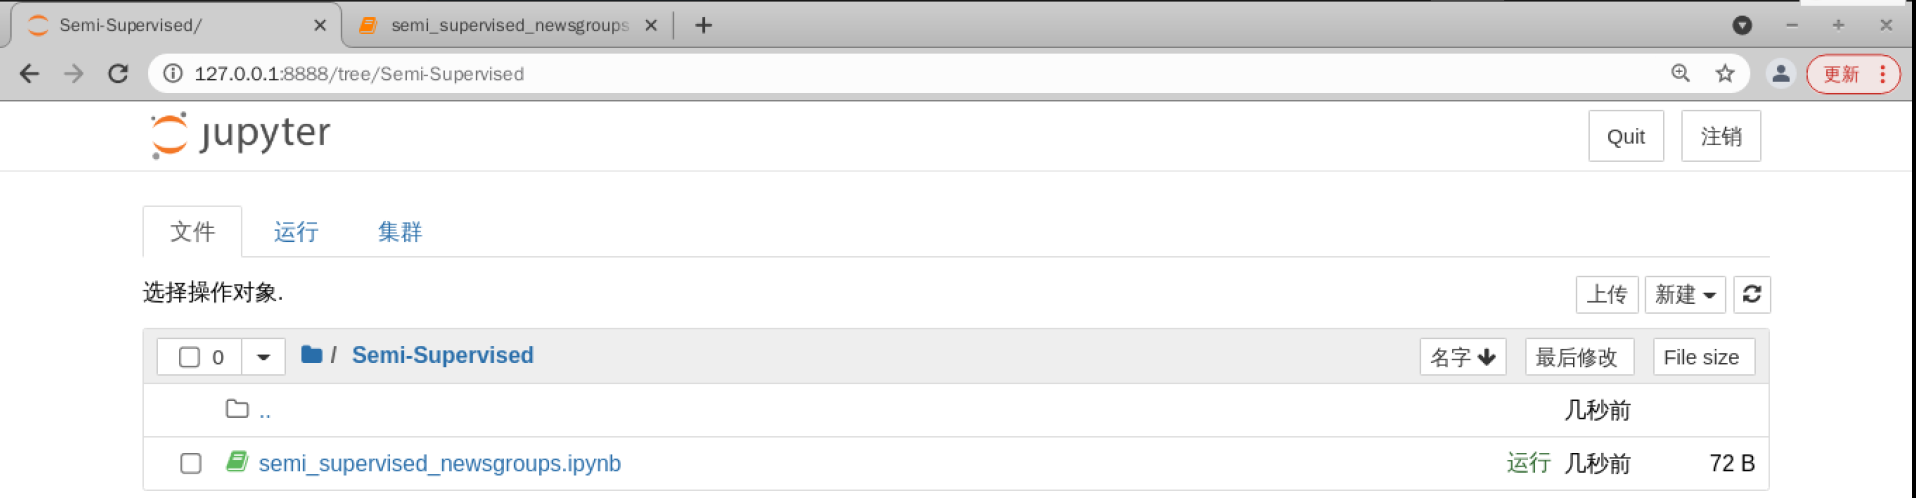 Semi-Supervised/ semi_supervised_newsgroups
127.0.0.1:8888/tree/Semi-Supervised 更新
jupyter Quit 注销
文件 运行 集群
选择操作对象. 上传 新建
0 / Semi-Supervised 名字 最后修改 File size
.. 几秒前
semi_supervised_newsgroups.ipynb 运行 几秒前 72 B